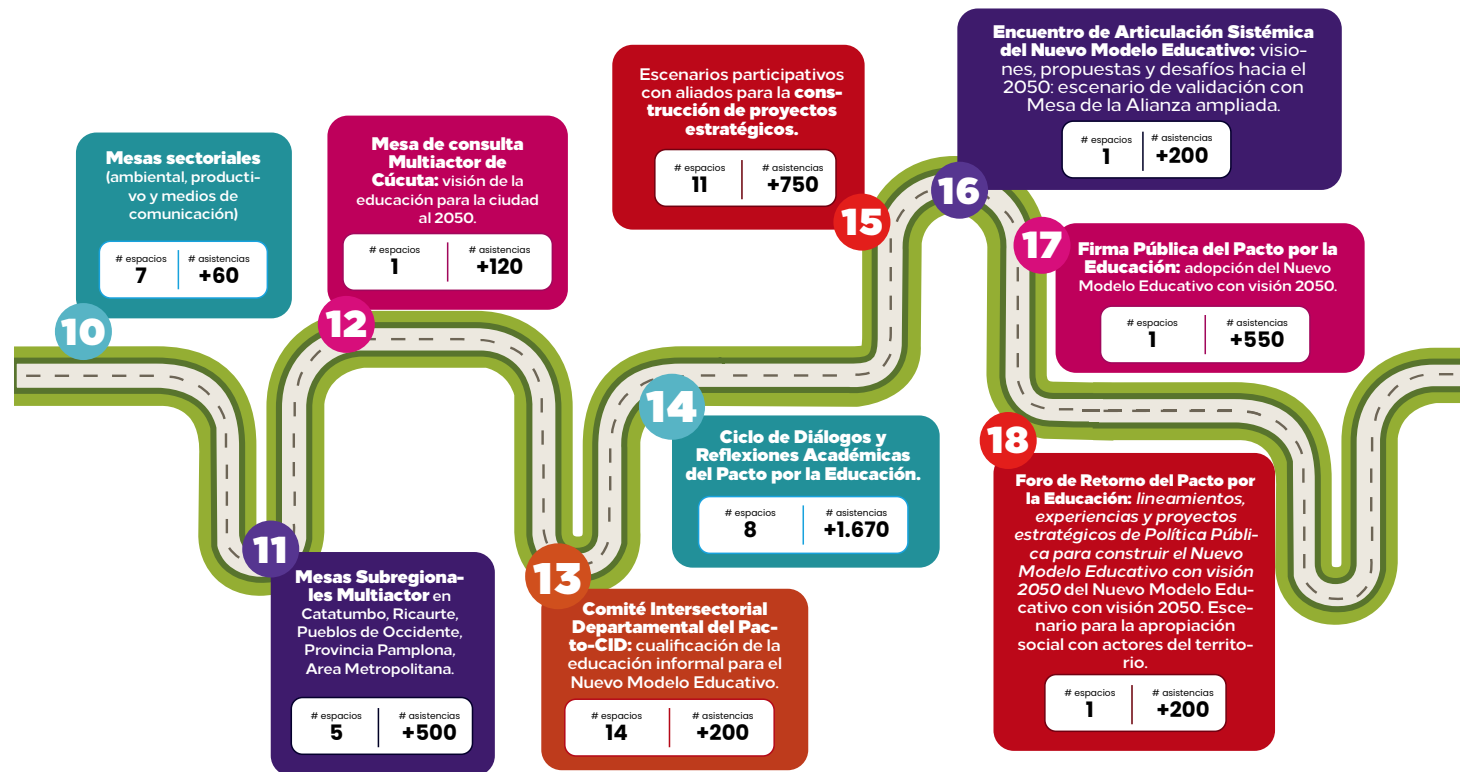 10
Mesas sectoriales
(ambiental, producti-
vo y medios de
comunicación)
# espacios
7
# asistencias
+60
11
Mesas Subregiona-
les Multiactor en
Catatumbo, Ricaurte,
Pueblos de Occidente,
Provincia Pamplona,
Area Metropolitana.
# espacios
5
# asistencias
+500
12
Mesa de consulta
Multiactor de
Cúcuta: visión de la
educación para la ciudad
al 2050.
# espacios
1
# asistencias
+120
13
Comité Intersectorial
Departamental del Pac-
to-CID: cualificación de la
educación informal para el
Nuevo Modelo Educativo.
# espacios
14
# asistencias
+200
14
Ciclo de Diálogos y
Reflexiones Académicas
del Pacto por la Educación.
# espacios
8
# asistencias
+1.670
15
Escenarios participativos
con aliados para la cons-
trucción de proyectos
estratégicos.
# espacios
11
# asistencias
+750
16
Encuentro de Articulación Sistémica
del Nuevo Modelo Educativo: visio-
nes, propuestas y desafíos hacia el
2050: escenario de validación con
Mesa de la Alianza ampliada.
# espacios
1
# asistencias
+200
17
Firma Pública del Pacto por la
Educación: adopción del Nuevo
Modelo Educativo con visión 2050.
# espacios
1
# asistencias
+550
18
Foro de Retorno del Pacto por
la Educación: lineamientos,
experiencias y proyectos
estratégicos de Política Públi-
ca para construir el Nuevo
Modelo Educativo con visión
2050 del Nuevo Modelo Edu-
cativo con visión 2050. Esce-
nario para la apropiación
social con actores del territo-
rio.
# espacios
1
# asistencias
+200